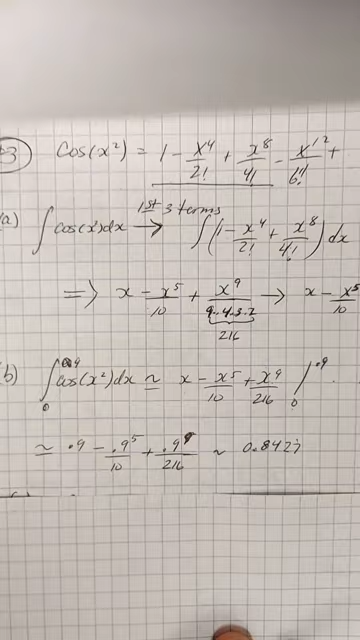 #3 Cos(x²) = 1 - x⁴/2! + x⁸/4! - x¹²/6! +
a) ∫cos(x²)dx → 1st 3 terms ∫(1 - x⁴/2! + x⁸/4!) dx
=> x - x⁵/10 + x⁹/9·4·3·2 → x - x⁵/10
216
(b) ∫₀^0.9 cos(x²)dx ≈ x - x⁵/10 + x⁹/216 /₀^.9
≈ .9 - .9⁵/10 + .9⁹/216 ~ 0.8427